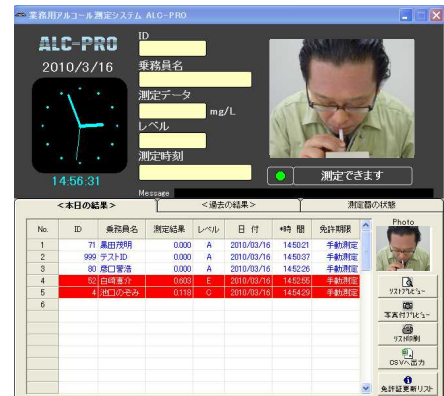 業務用アルコール測定システム ALC-PRO
ALC-PRO
2010/3/16
14:56:31
ID
乗務員名
測定データ
mg/L
レベル
測定時刻
Message
測定できます
<本日の結果>
<過去の結果>
測定器の状態
No. ID 乗務員名 測定結果 レベル 日 付 *時 間 免許期限
1 71 黒田茂明 0.000 A 2010/03/16 14:50:21 手動測定
2 999 テストID 0.000 A 2010/03/16 14:50:37 手動測定
3 80 原口誓浩 0.000 A 2010/03/16 14:52:26 手動測定
4 52 白崎憲介 0.603 E 2010/03/16 14:52:55 手動測定
5 4 池口のぞみ 0.118 C 2010/03/16 14:54:29 手動測定
6
Photo
リストプレビュー
写真付プレビュー
リスト印刷
CSVへ出力
免許証更新リスト